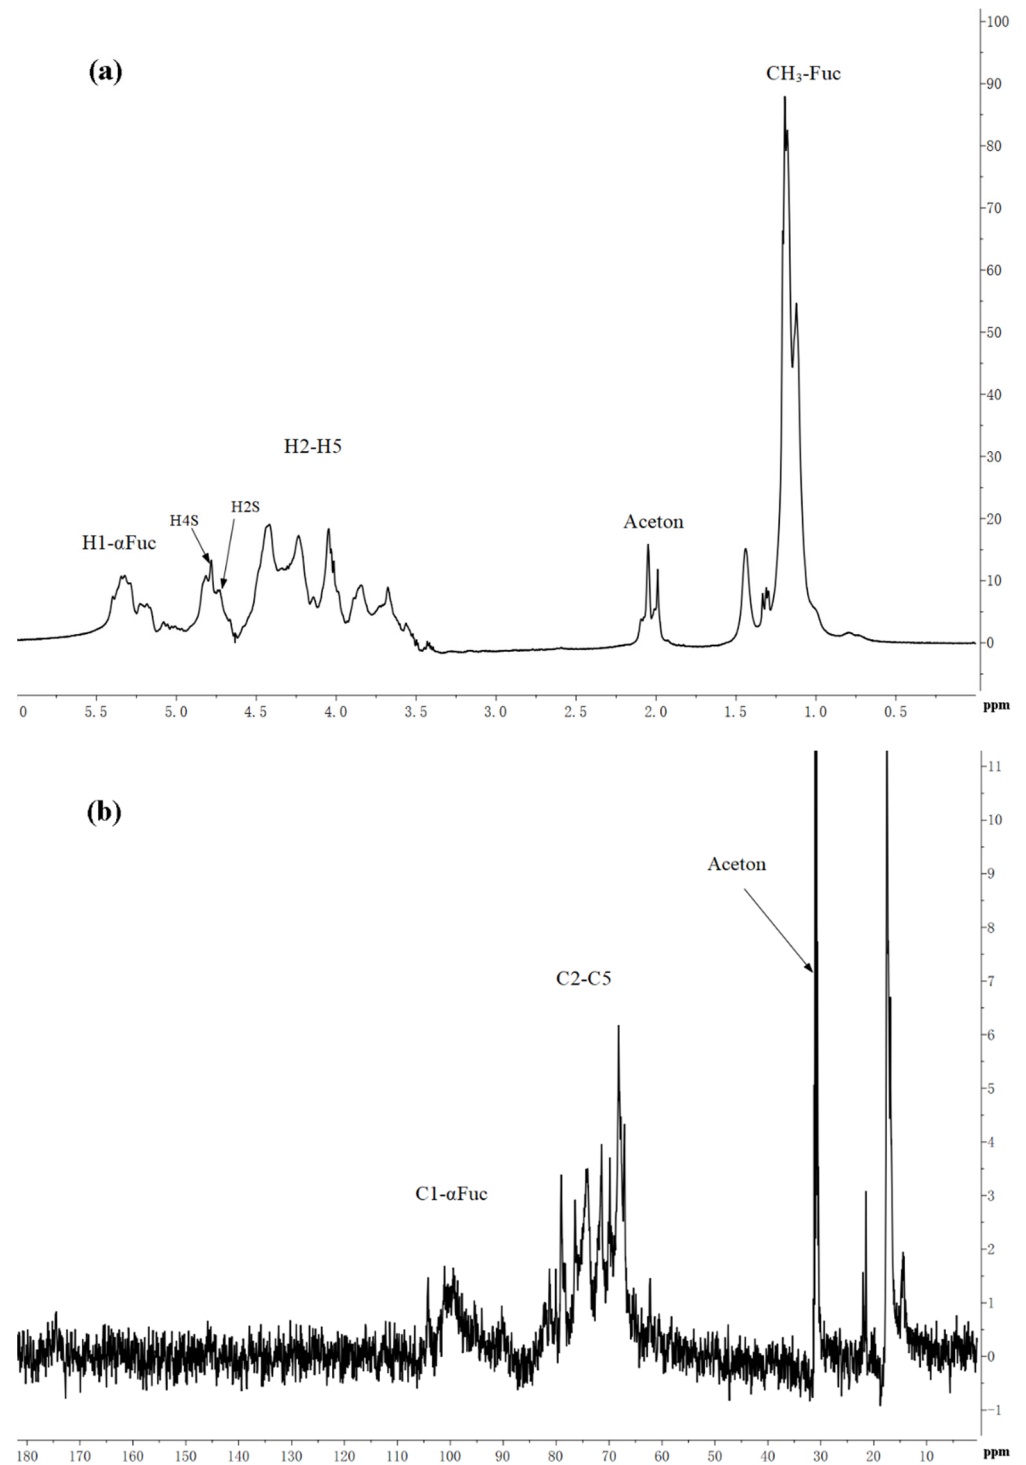 (a)
CH₃-Fuc
H2-H5
H4S
H2S
H1-αFuc
Aceton
100
90
80
70
60
50
40
30
20
10
0
0 5.5 5.0 4.5 4.0 3.5 3.0 2.5 2.0 1.5 1.0 0.5 ppm
(b)
Aceton
C2-C5
C1-αFuc
11
10
9
8
7
6
5
4
3
2
1
0
-1
180 170 160 150 140 130 120 110 100 90 80 70 60 50 40 30 20 10 ppm